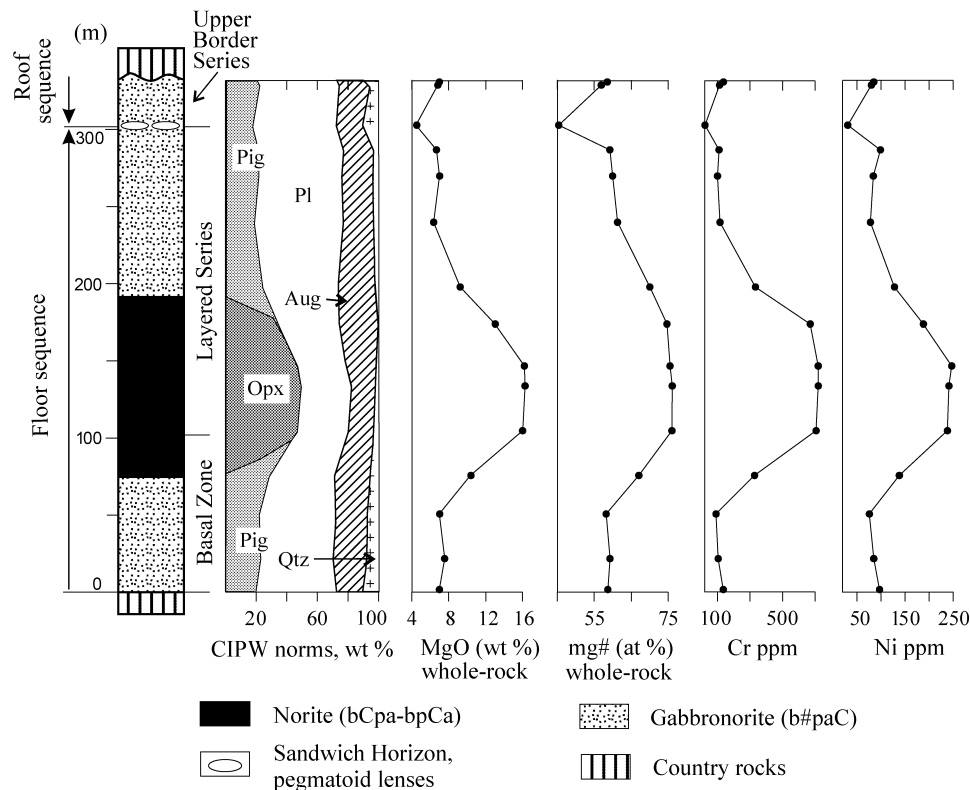 (m)
Upper
Border
Series
Roof
sequence
300
200
100
0
Floor sequence
Layered Series
Basal Zone
Pig
Pl
Aug
Opx
Pig
Qtz
20 60 100
CIPW norms, wt %
4 8 12 16
MgO (wt %)
whole-rock
55 75
mg# (at %)
whole-rock
100 500
Cr ppm
50 150 250
Ni ppm
Norite (bCpa-bpCa)
Gabbronorite (b#paC)
Sandwich Horizon,
pegmatoid lenses
Country rocks